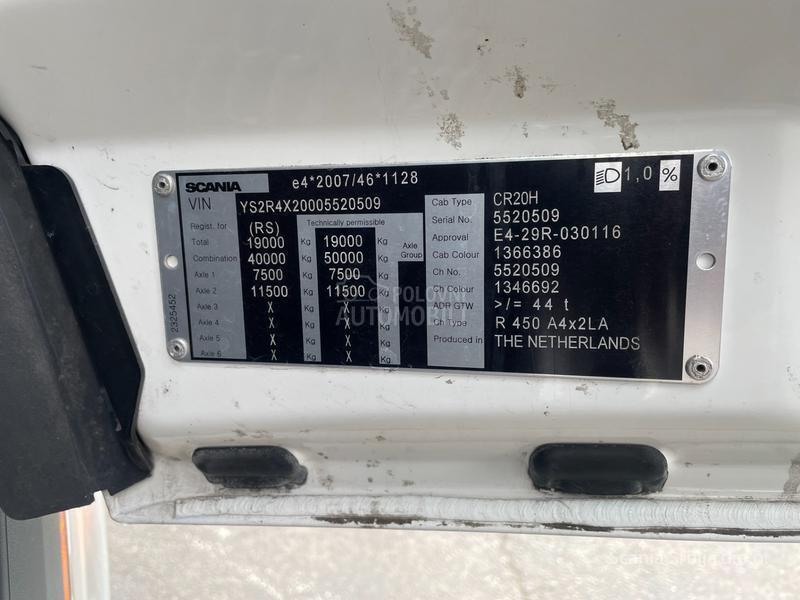 SCANIA e4*2007/46*1128 1,0 %
VIN YS2R4X20005520509
Regist. for (RS) Technically permissible
Total 19000 Kg 19000 Kg Axle Group
Combination 40000 Kg 50000 Kg
Axle 1 7500 Kg 7500 Kg
Axle 2 11500 Kg 11500 Kg
Axle 3 X Kg X Kg
Axle 4 X Kg X Kg
Axle 5 X Kg X Kg
Axle 6 X Kg X Kg
2325452
Cab Type CR20H
Serial No. 5520509
Approval E4-29R-030116
Cab Colour 1366386
Ch No. 5520509
Ch Colour 1346692
ADR GTW >/= 44 t
Ch Type R 450 A4x2LA
Produced in THE NETHERLANDS
POLOVNI
AUTOMOBILI